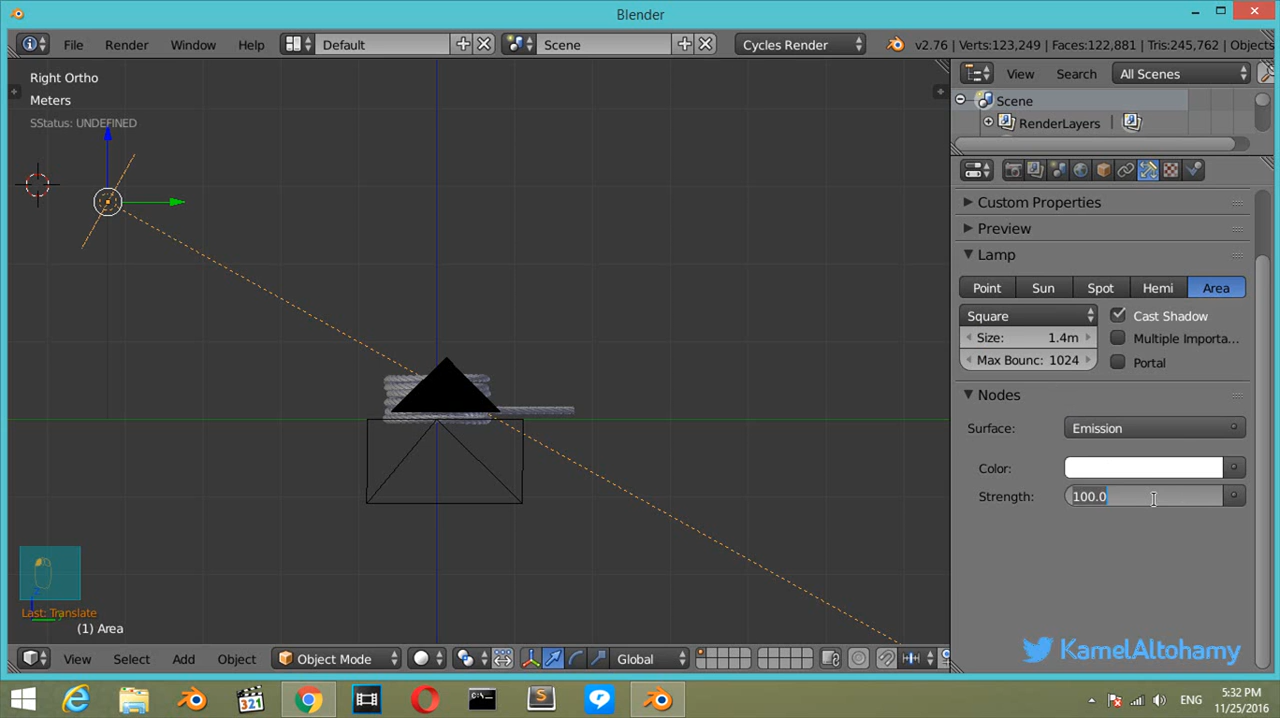 Blender
File Render Window Help Default Scene Cycles Render v2.76 | Verts:123,249 | Faces:122,881 | Tris:245,762 | Objects
Right Ortho
Meters
SStatus: UNDEFINED
View Search All Scenes
Scene
RenderLayers
Custom Properties
Preview
Lamp
Point Sun Spot Hemi Area
Square Cast Shadow
Size: 1.4m Multiple Importa...
Max Bounc: 1024 Portal
Nodes
Surface: Emission
Color:
Strength: 100.0
Last: Translate
(1) Area
View Select Add Object Object Mode Global
KamelAltohamy
321
ENG
5:32 PM
11/25/2016